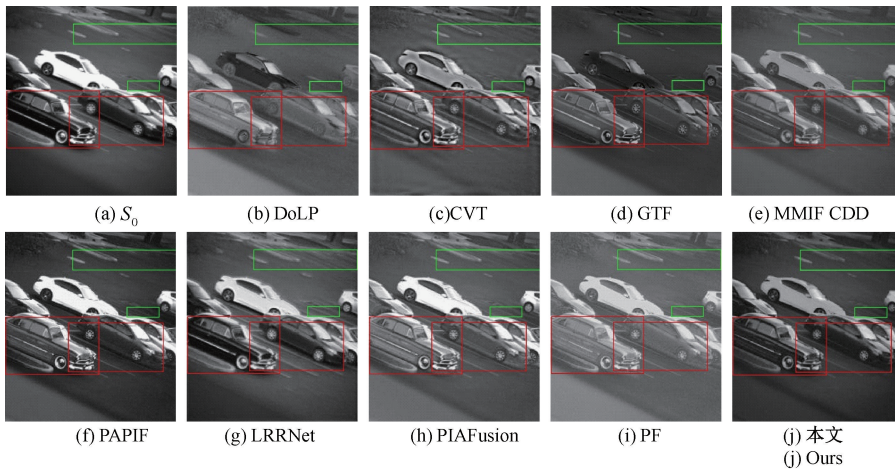 (a) S₀
(b) DoLP
(c)CVT
(d) GTF
(e) MMIF CDD
(f) PAPIF
(g) LRRNet
(h) PIAFusion
(i) PF
(j) 本文
(j) Ours